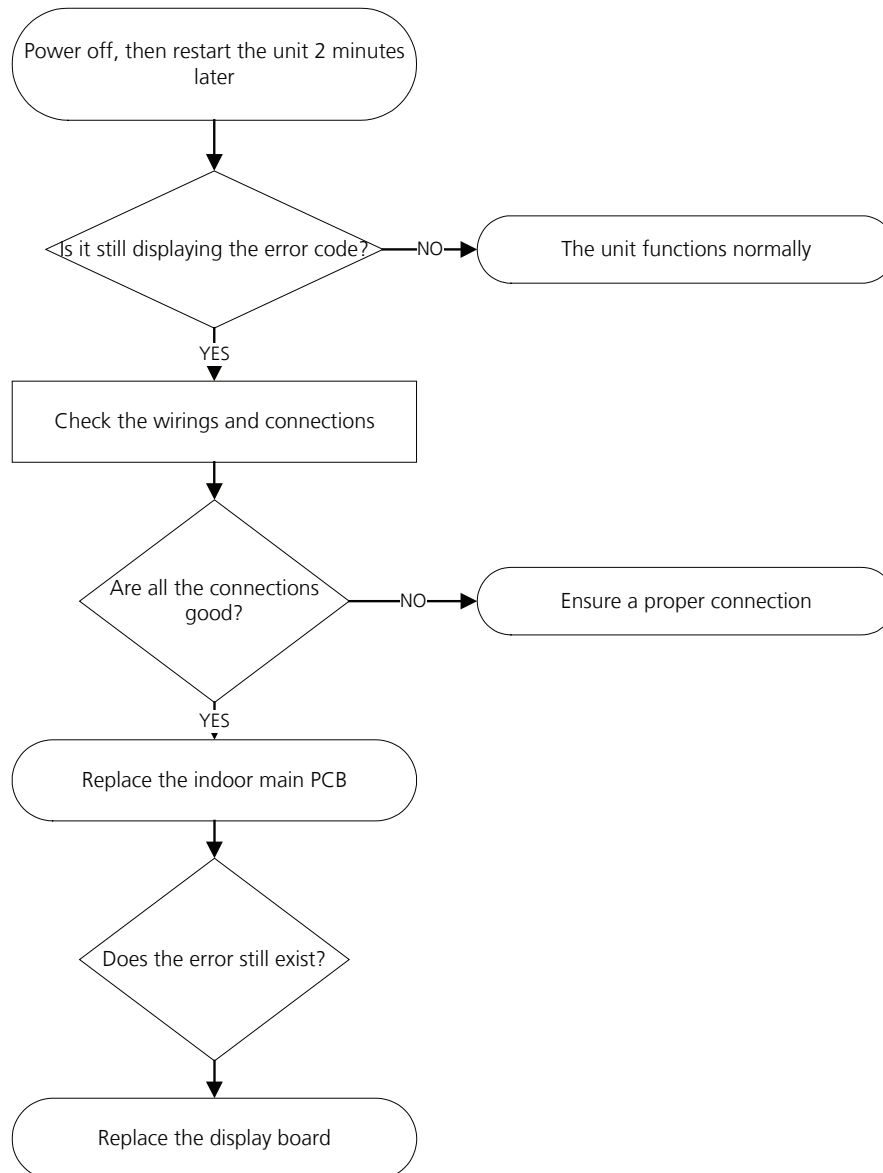 Power off, then restart the unit 2 minutes
later
Is it still displaying the error code?
NO
The unit functions normally
YES
Check the wirings and connections
Are all the connections
good?
NO
Ensure a proper connection
YES
Replace the indoor main PCB
Does the error still exist?
Replace the display board